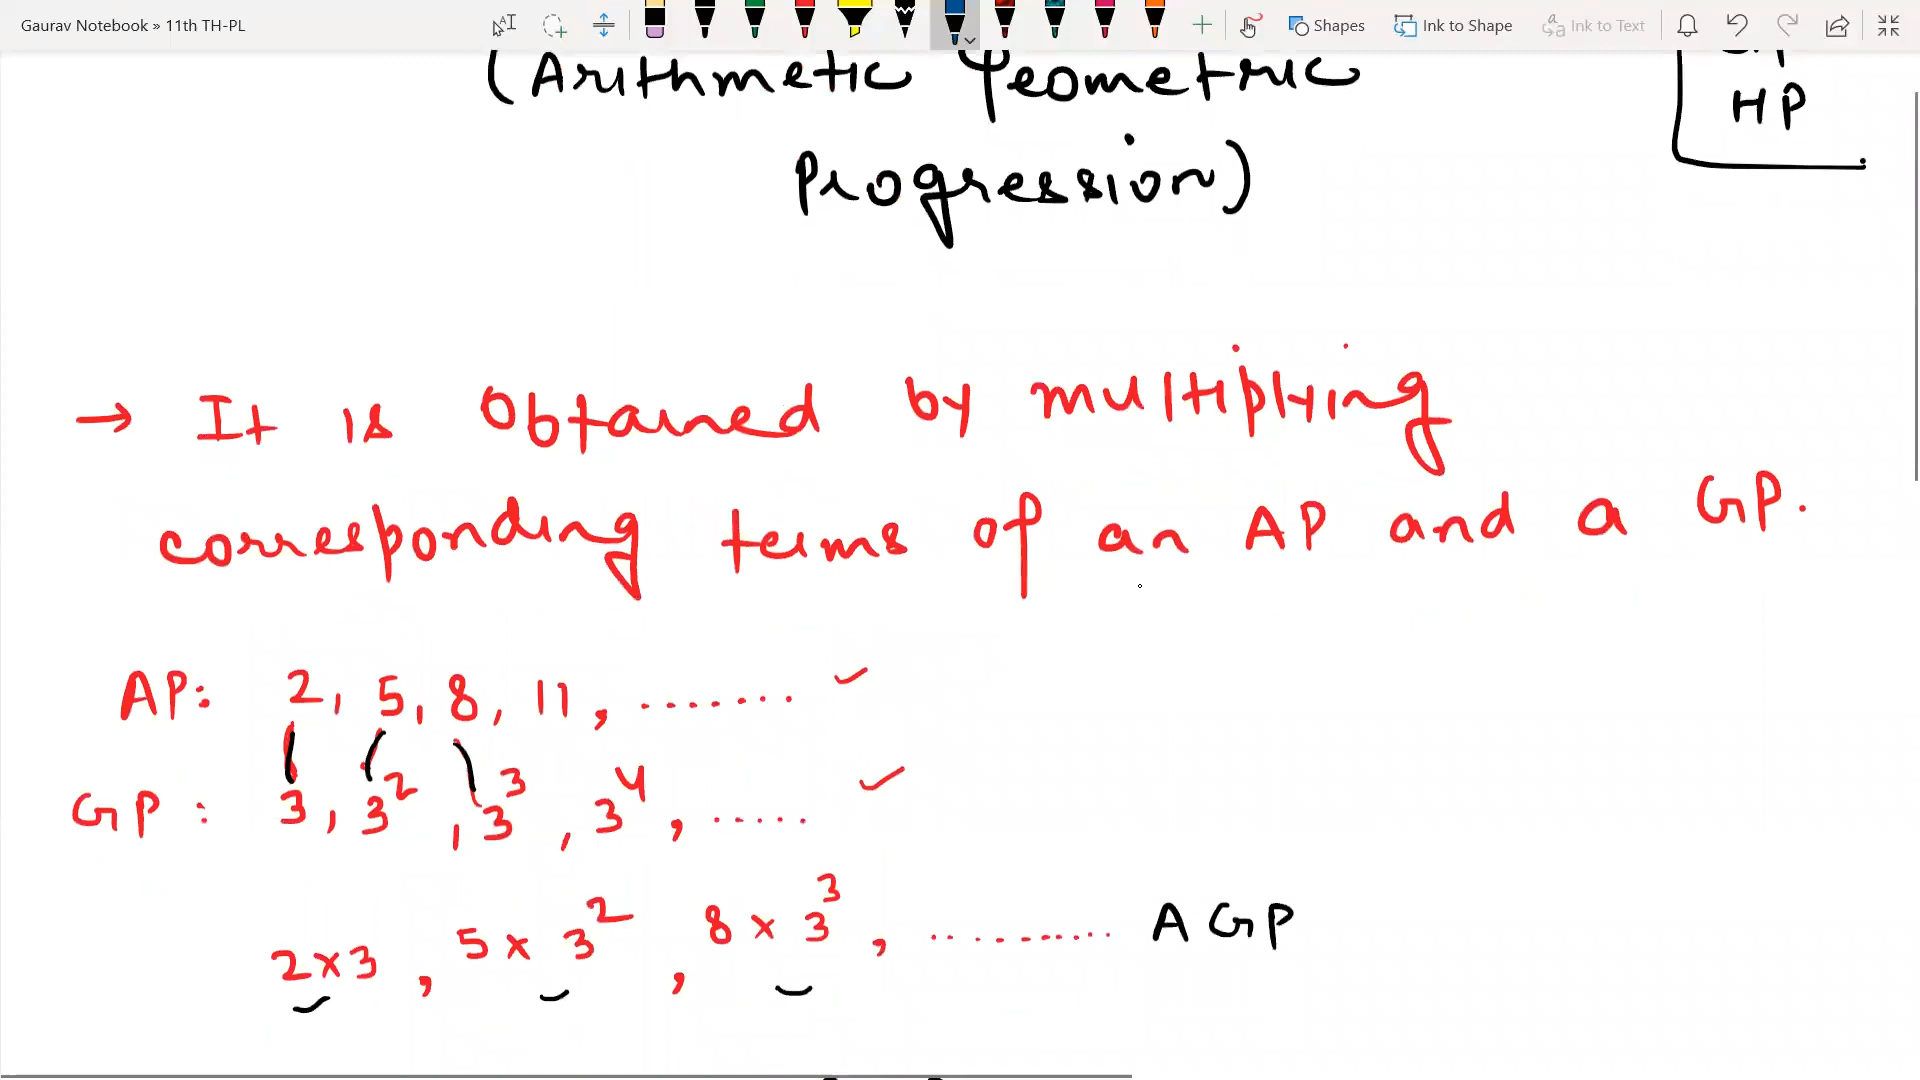 Gaurav Notebook » 11th TH-PL
Shapes
Ink to Shape
Ink to Text
(Arithmetic Geometric
Progression)
HP
→ It is obtained by multiplying
corresponding terms of an AP and a GP.
AP: 2, 5, 8, 11, ........ ✓
GP: 3, 3², 3³, 3⁴, ..... ✓
2×3, 5×3², 8×3³, .......... AGP